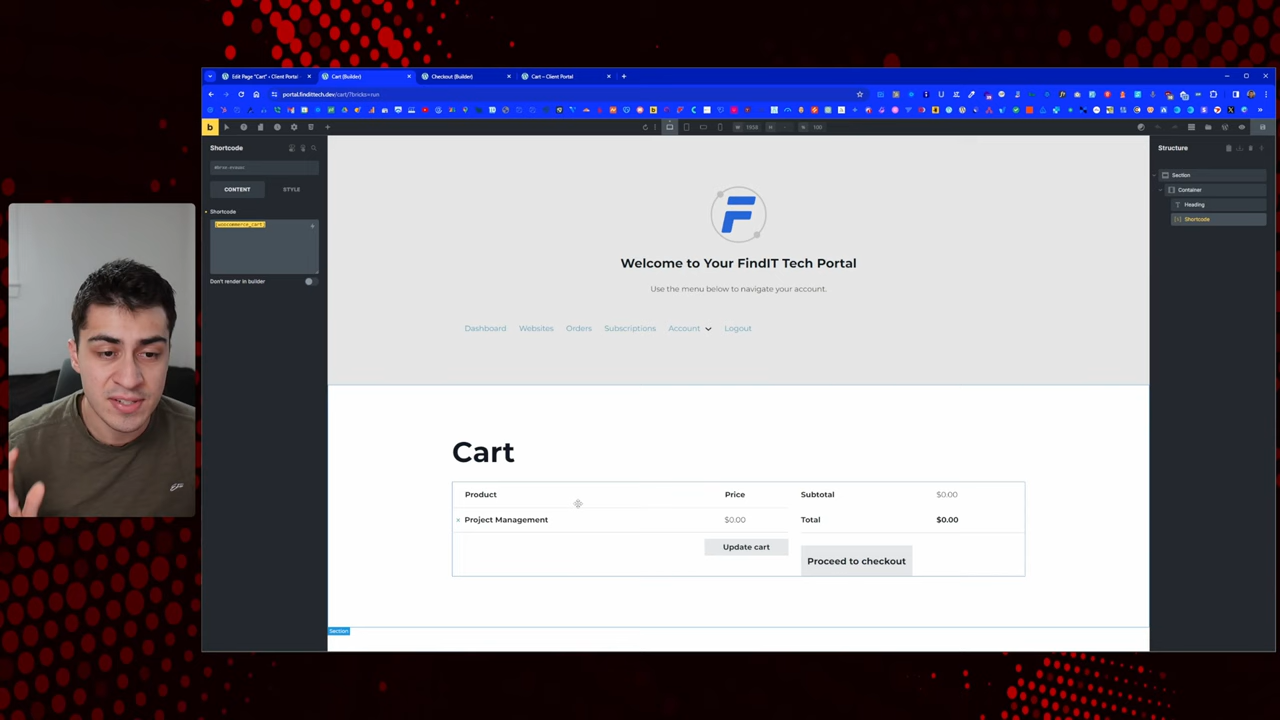 Edit Page "Cart" ‹ Client Portal
Cart (Builder)
Checkout (Builder)
Cart – Client Portal
portal.findittech.dev/cart/?bricks=run
b
Shortcode
Structure
CONTENT
STYLE
Shortcode
[woocommerce_cart]
Don't render in builder
Section
Container
Heading
Shortcode
F
Welcome to Your FindIT Tech Portal
Use the menu below to navigate your account.
Dashboard Websites Orders Subscriptions Account Logout
Cart
Product Price Subtotal $0.00
× Project Management $0.00 Total $0.00
Update cart
Proceed to checkout
Section